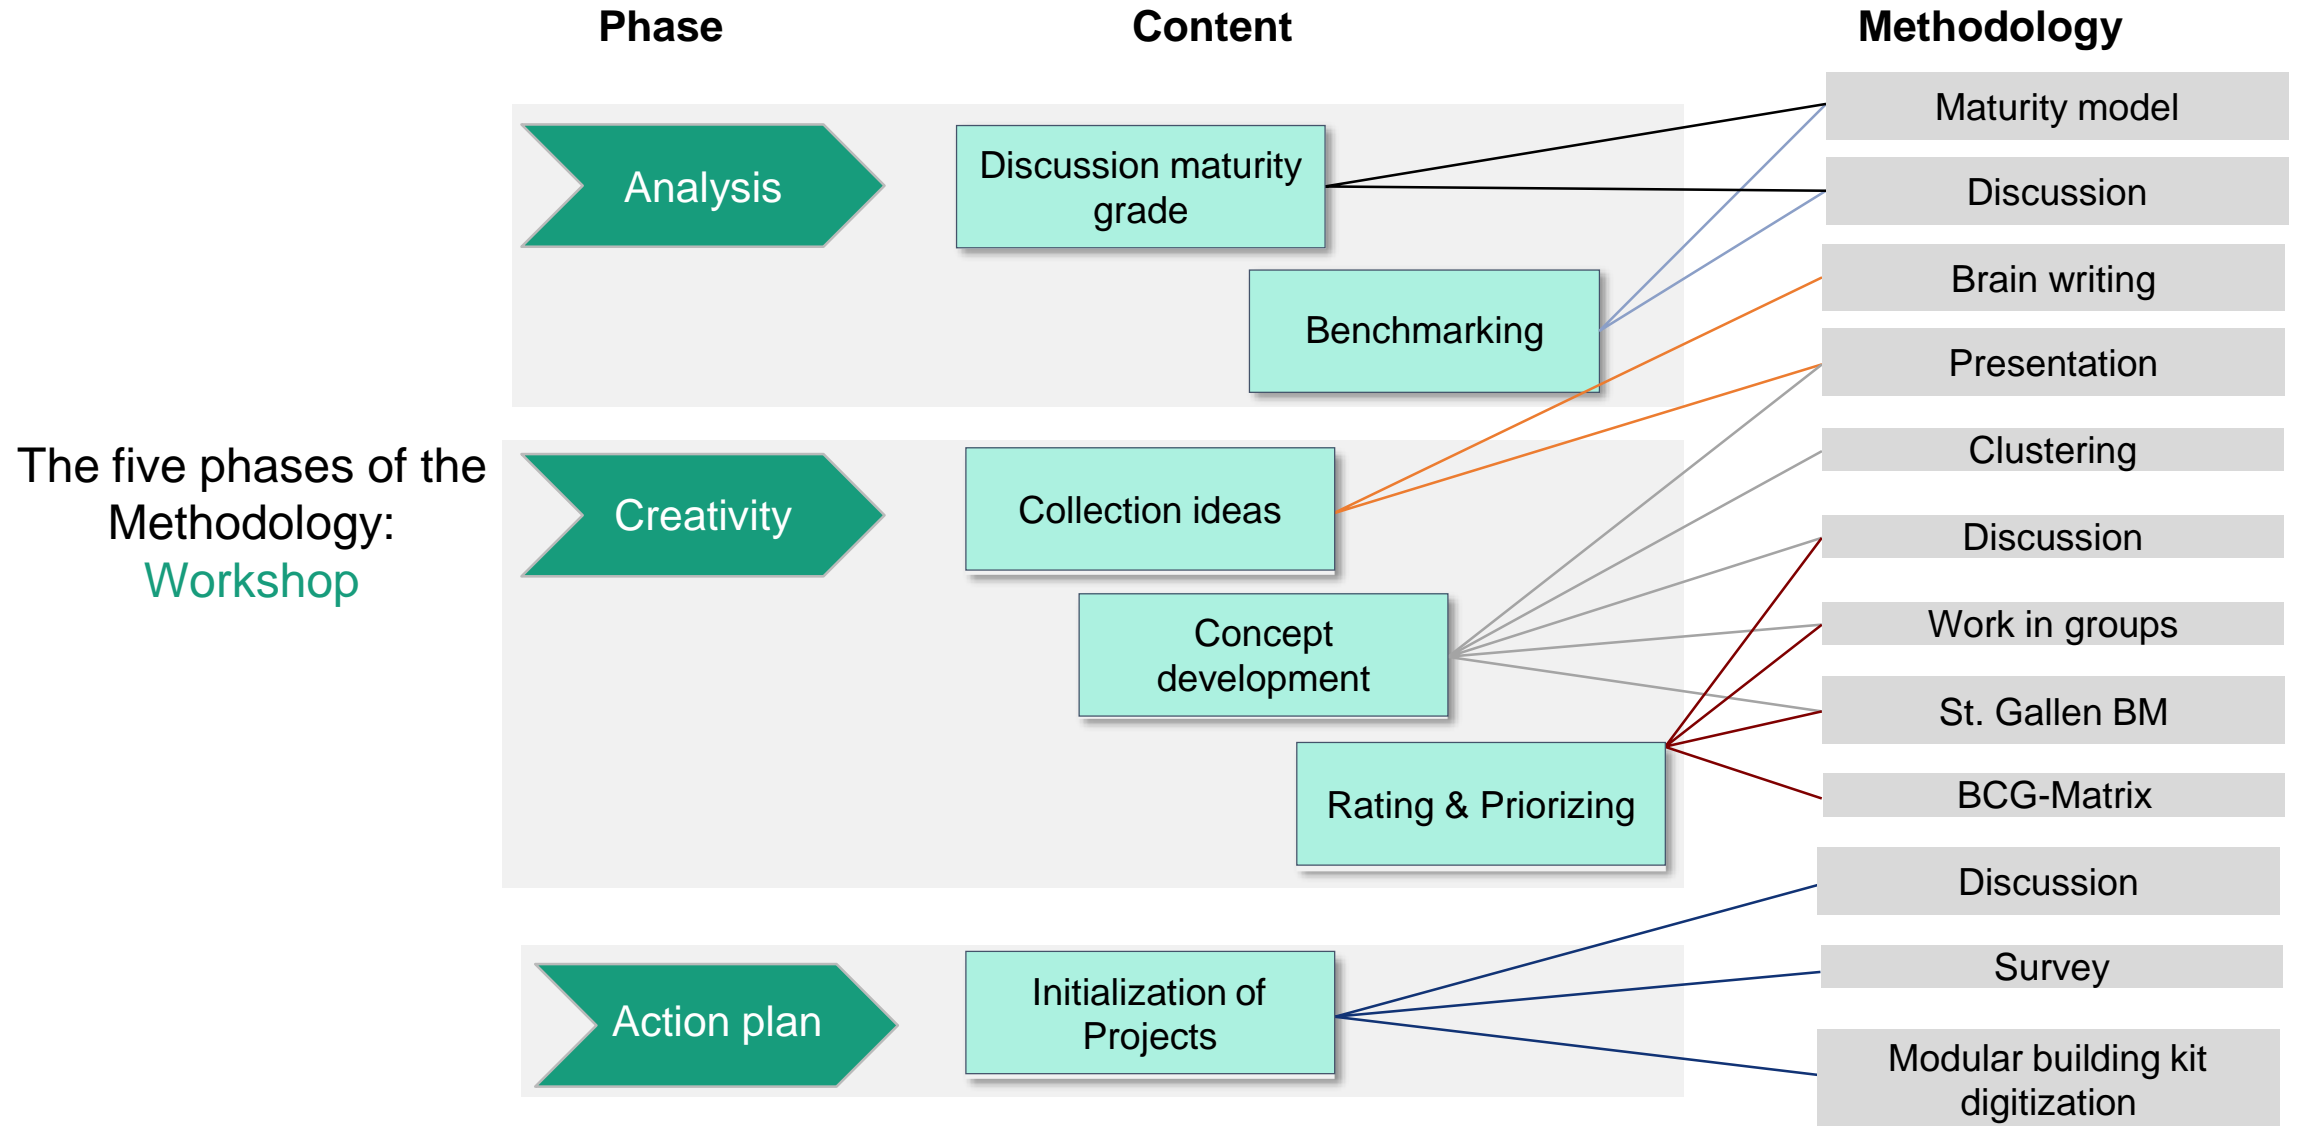 Phase
Content
Methodology
The five phases of the
Methodology:
Workshop
Analysis
Discussion maturity
grade
Benchmarking
Creativity
Collection ideas
Concept
development
Rating & Priorizing
Action plan
Initialization of
Projects
Maturity model
Discussion
Brain writing
Presentation
Clustering
Discussion
Work in groups
St. Gallen BM
BCG-Matrix
Discussion
Survey
Modular building kit
digitization